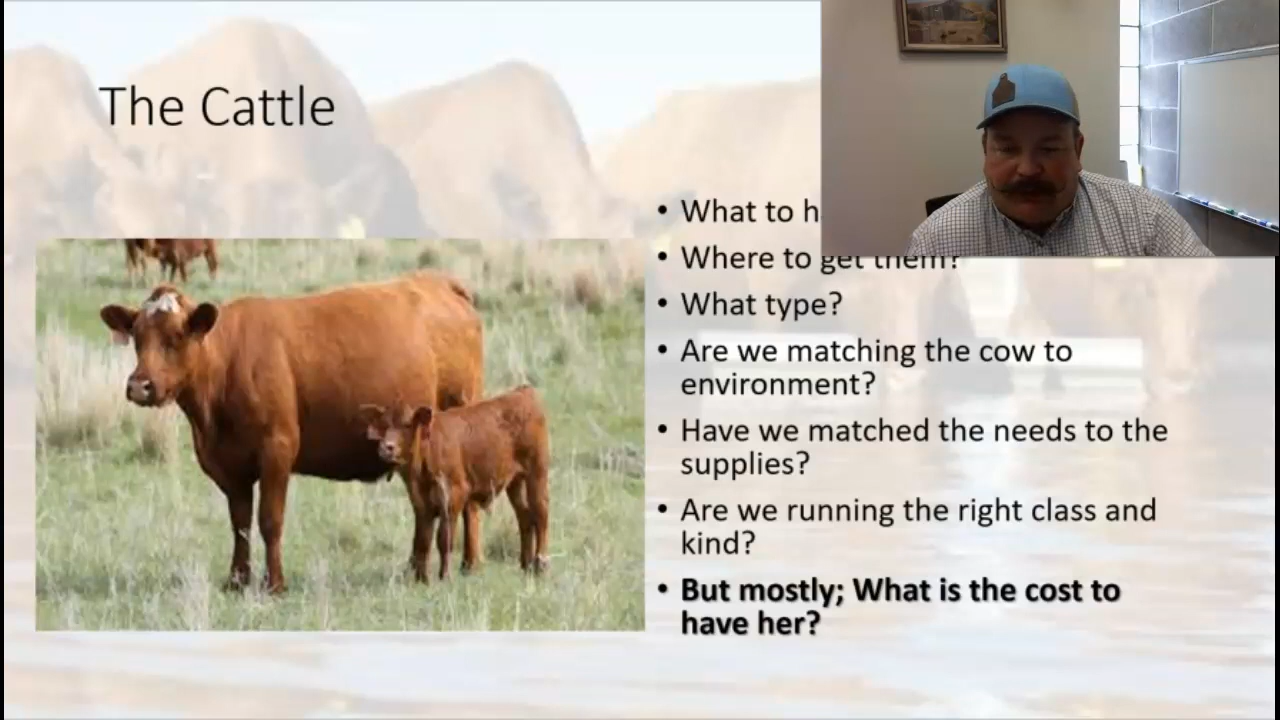 The Cattle
• What to h
• Where to get them?
• What type?
• Are we matching the cow to
environment?
• Have we matched the needs to the
supplies?
• Are we running the right class and
kind?
• But mostly; What is the cost to
have her?